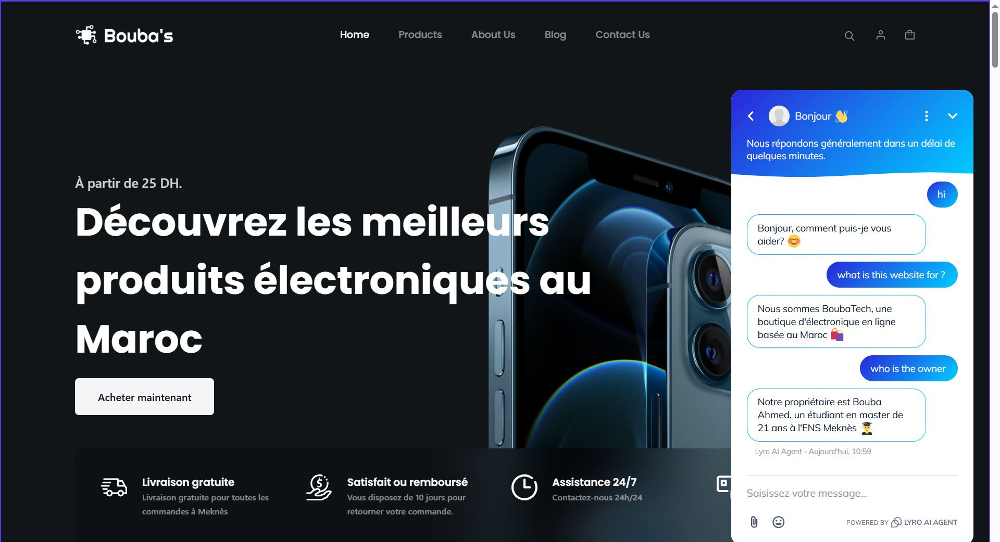 Bouba's
Home
Products
About Us
Blog
Contact Us
À partir de 25 DH.
Découvrez les meilleurs
produits électroniques au
Maroc
Acheter maintenant
Livraison gratuite
Livraison gratuite pour toutes les
commandes à Meknès
Satisfait ou remboursé
Vous disposez de 10 jours pour
retourner votre commande.
Assistance 24/7
Contactez-nous 24h/24
Bonjour 👋
Nous répondons généralement dans un délai de
quelques minutes.
hi
Bonjour, comment puis-je vous
aider? 😊
what is this website for ?
Nous sommes BoubaTech, une
boutique d'électronique en ligne
basée au Maroc 🛍️
who is the owner
Notre propriétaire est Bouba
Ahmed, un étudiant en master de
21 ans à l'ENS Meknès 👨‍🎓
Lyro AI Agent - Aujourd'hui, 10:59
Saisissez votre message...
POWERED BY LYRO AI AGENT